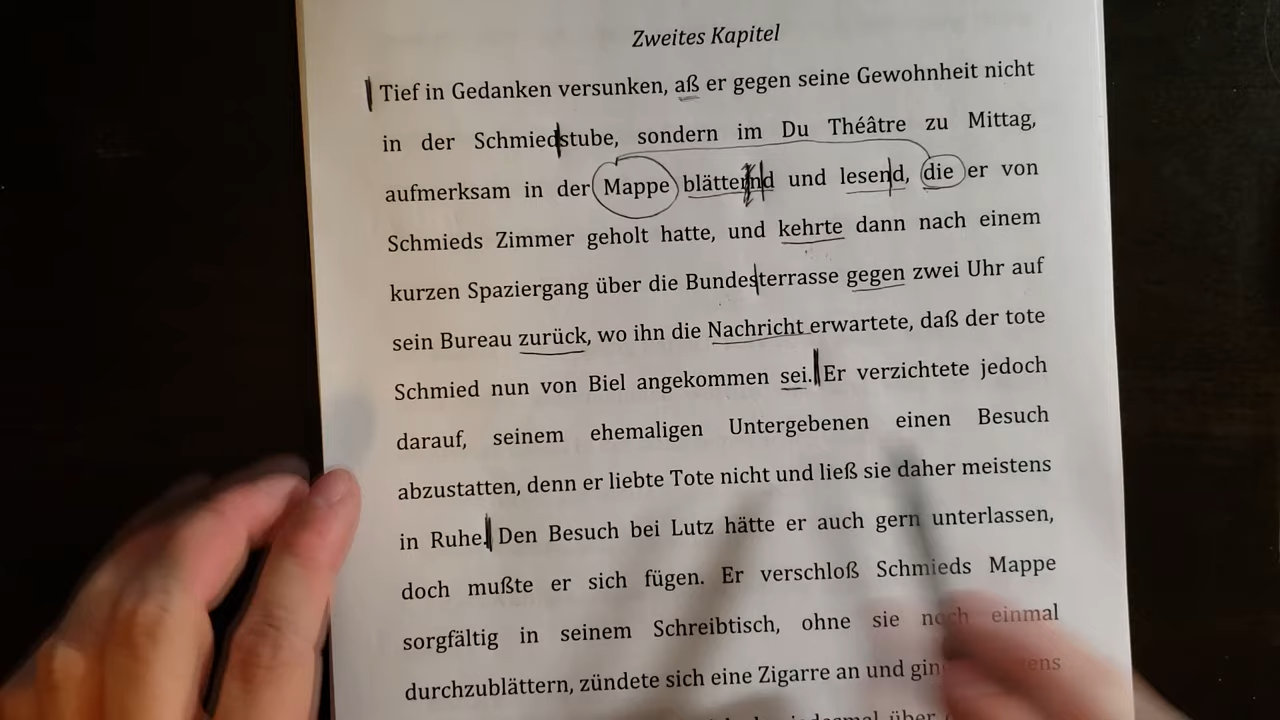 Zweites Kapitel
Tief in Gedanken versunken, aß er gegen seine Gewohnheit nicht
in der Schmiedstube, sondern im Du Théâtre zu Mittag,
aufmerksam in der Mappe blätternd und lesend, die er von
Schmieds Zimmer geholt hatte, und kehrte dann nach einem
kurzen Spaziergang über die Bundesterrasse gegen zwei Uhr auf
sein Bureau zurück, wo ihn die Nachricht erwartete, daß der tote
Schmied nun von Biel angekommen sei. Er verzichtete jedoch
darauf, seinem ehemaligen Untergebenen einen Besuch
abzustatten, denn er liebte Tote nicht und ließ sie daher meistens
in Ruhe. Den Besuch bei Lutz hätte er auch gern unterlassen,
doch mußte er sich fügen. Er verschloß Schmieds Mappe
sorgfältig in seinem Schreibtisch, ohne sie noch einmal
durchzublättern, zündete sich eine Zigarre an und
über